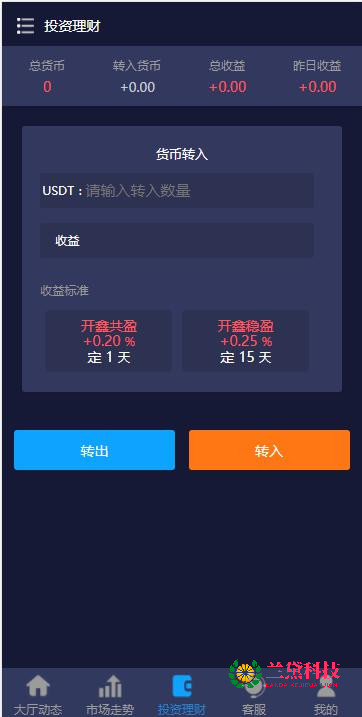 投资理财
总货币 转入货币 总收益 昨日收益
0 +0.00 +0.00 +0.00
货币转入
USDT : 请输入转入数量
收益
收益标准
开鑫共盈 开鑫稳盈
+0.20 % +0.25 %
定 1 天 定 15 天
转出 转入
兰黛科技
大厅动态 市场走势 投资理财 客服 我的